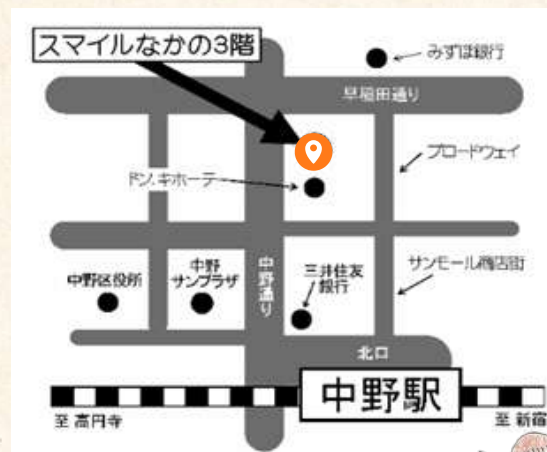 スマイルなかの3階
みずほ銀行
早稲田通り
ブロードウェイ
ドン.キホーテ
中野区役所
中野
サンプラザ
中野通り
三井住友
銀行
サンモール商店街
北口
中野駅
至 高円寺
至 新宿